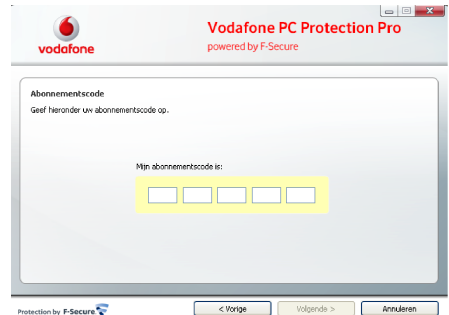 Vodafone PC Protection Pro
powered by F-Secure
vodafone
Abonnementscode
Geef hieronder uw abonnementscode op.
Mijn abonnementscode is:
Protection by F-Secure
< Vorige
Volgende >
Annuleren